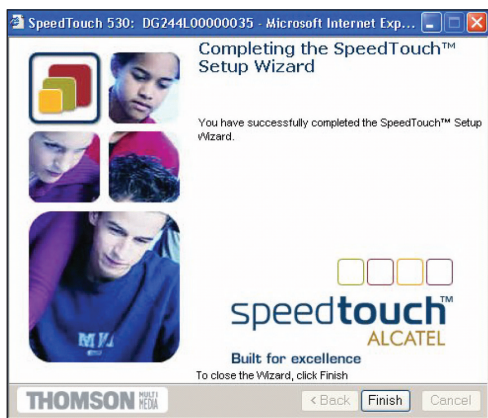 SpeedTouch 530: DG244L00000035 - Microsoft Internet Exp...
Completing the SpeedTouch™
Setup Wizard
You have successfully completed the SpeedTouch™ Setup
Wizard.
speedtouch™
ALCATEL
Built for excellence
To close the Wizard, click Finish
THOMSON MULTI MEDIA
< Back Finish Cancel